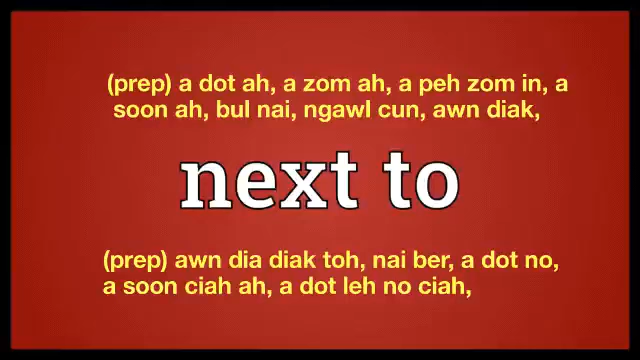 (prep) a dot ah, a zom ah, a peh zom in, a
soon ah, bul nai, ngawl cun, awn diak,
next to
(prep) awn dia diak toh, nai ber, a dot no,
a soon ciah ah, a dot leh no ciah,